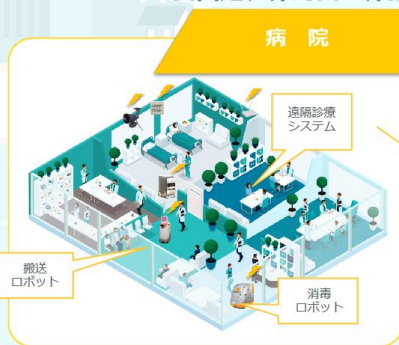 病院
遠隔診療
システム
搬送
ロボット
消毒
ロボット